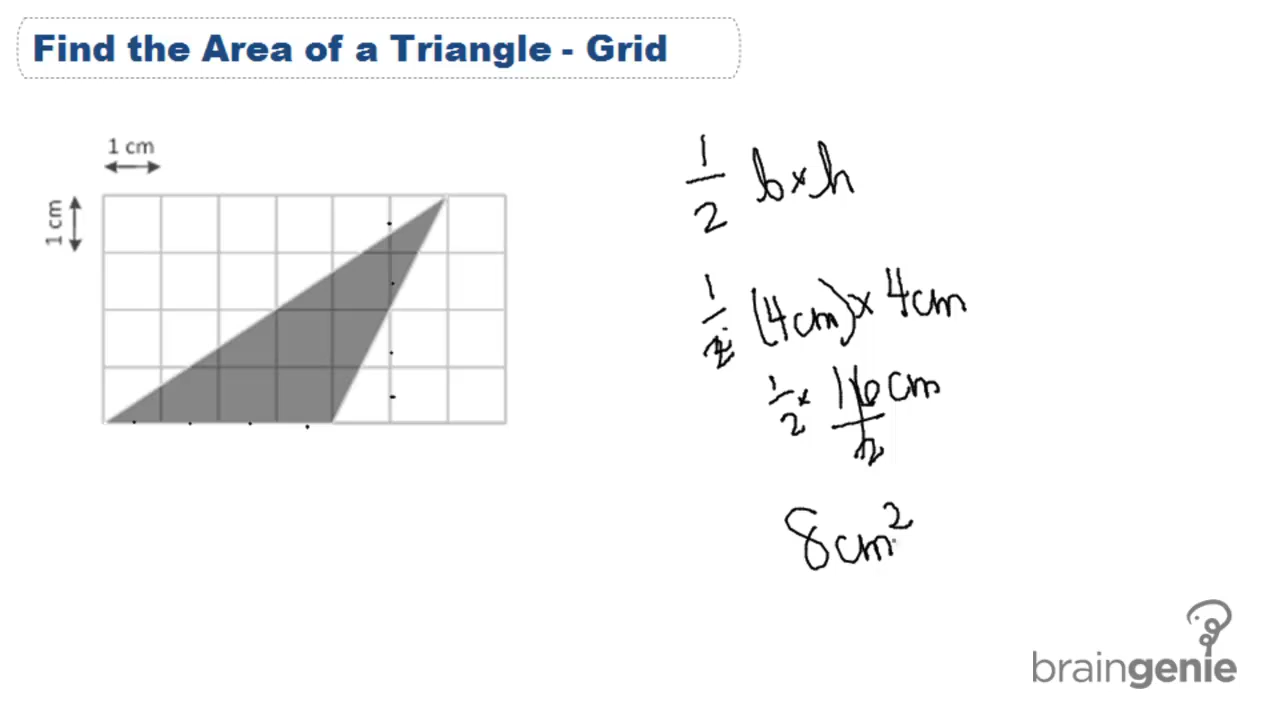 Find the Area of a Triangle - Grid
1 cm
1 cm
1/2 b×h
1/2 (4cm)×4cm
1/2 × 16cm/2
8cm²
braingenie